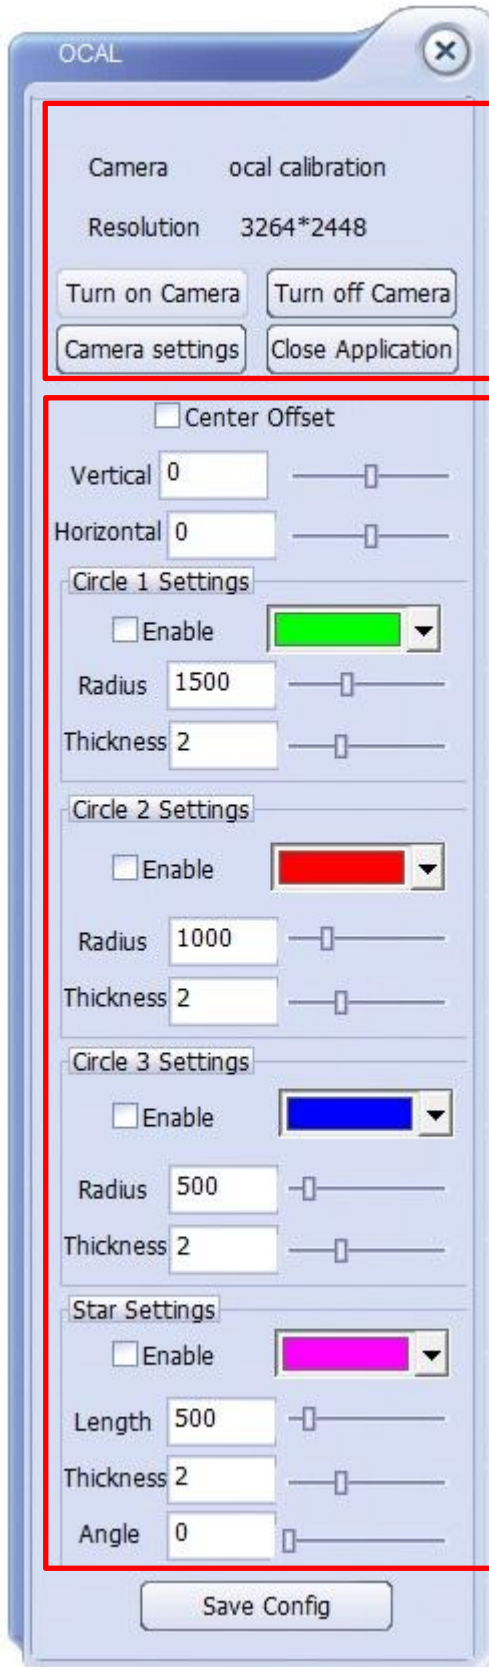 OCAL
Camera ocal calibration
Resolution 3264*2448
Turn on Camera Turn off Camera
Camera settings Close Application
Center Offset
Vertical 0
Horizontal 0
Circle 1 Settings
Enable
Radius 1500
Thickness 2
Circle 2 Settings
Enable
Radius 1000
Thickness 2
Circle 3 Settings
Enable
Radius 500
Thickness 2
Star Settings
Enable
Length 500
Thickness 2
Angle 0
Save Config